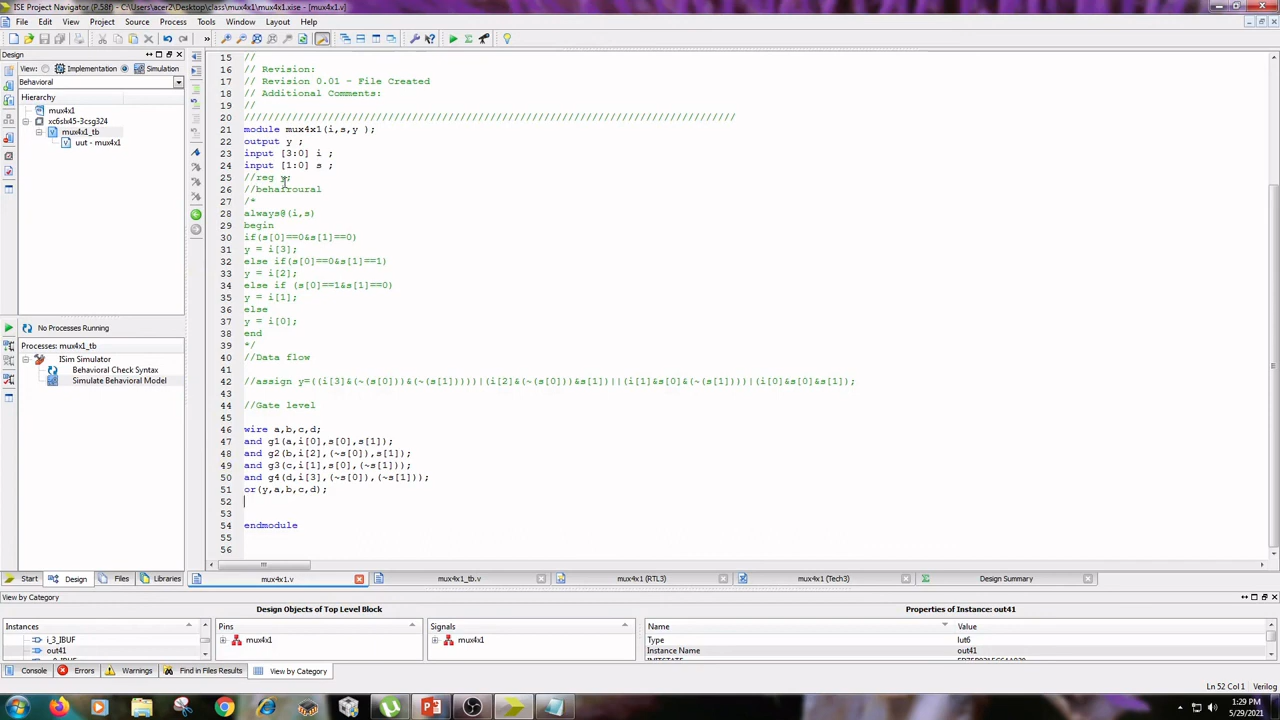 ISE Project Navigator (P.58f) - C:\Users\acer2\Desktop\class\mux4x1\mux4x1.xise - [mux4x1.v]
File Edit View Project Source Process Tools Window Layout Help
Design
View: Implementation Simulation
Behavioral
Hierarchy
mux4x1
xc6slx45-3csg324
mux4x1_tb
uut - mux4x1
No Processes Running
Processes: mux4x1_tb
ISim Simulator
Behavioral Check Syntax
Simulate Behavioral Model
15 //
16 // Revision:
17 // Revision 0.01 - File Created
18 // Additional Comments:
19 //
20 //////////////////////////////////////////////////////////////////////////////////
21 module mux4x1(i,s,y );
22 output y ;
23 input [3:0] i ;
24 input [1:0] s ;
25 //reg y;
26 //behairoural
27 /*
28 always@(i,s)
29 begin
30 if(s[0]==0&s[1]==0)
31 y = i[3];
32 else if(s[0]==0&s[1]==1)
33 y = i[2];
34 else if (s[0]==1&s[1]==0)
35 y = i[1];
36 else
37 y = i[0];
38 end
39 */
40 //Data flow
41
42 //assign y=((i[3]&(~(s[0]))&(~(s[1]))))|(i[2]&(~(s[0]))&s[1])||(i[1]&s[0]&(~(s[1])))|(i[0]&s[0]&s[1]);
43
44 //Gate level
45
46 wire a,b,c,d;
47 and g1(a,i[0],s[0],s[1]);
48 and g2(b,i[2],(~s[0]),s[1]);
49 and g3(c,i[1],s[0],(~s[1]));
50 and g4(d,i[3],(~s[0]),(~s[1]));
51 or(y,a,b,c,d);
52
53
54 endmodule
55
56
Start Design Files Libraries
mux4x1.v mux4x1_tb.v mux4x1 (RTL3) mux4x1 (Tech3) Design Summary
View by Category
Design Objects of Top Level Block
Properties of Instance: out41
Instances Pins Signals Name Value
i_3_IBUF mux4x1 mux4x1 Type lut6
out41 Instance Name out41
Console Errors Warnings Find in Files Results View by Category
Ln 52 Col 1 Verilog
1:29 PM
5/29/2021